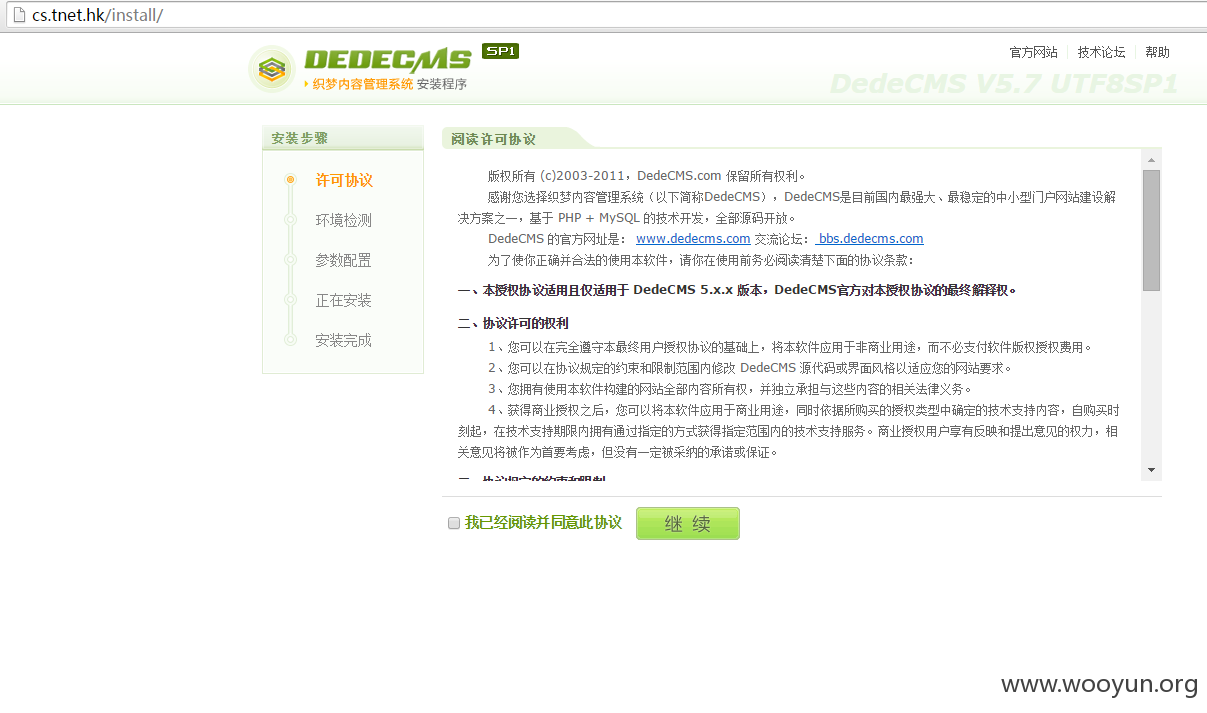 cs.tnet.hk/install/
DEDECMS SP1
织梦内容管理系统 安装程序
官方网站 技术论坛 帮助
DedeCMS V5.7 UTF8SP1
安装步骤
许可协议
环境检测
参数配置
正在安装
安装完成
阅读许可协议
版权所有 (c)2003-2011，DedeCMS.com 保留所有权利。
感谢您选择织梦内容管理系统（以下简称DedeCMS），DedeCMS是目前国内最强大、最稳定的中小型门户网站建设解
决方案之一，基于 PHP + MySQL 的技术开发，全部源码开放。
DedeCMS 的官方网址是： www.dedecms.com 交流论坛： bbs.dedecms.com
为了使你正确并合法的使用本软件，请你在使用前务必阅读清楚下面的协议条款：
一、本授权协议适用且仅适用于 DedeCMS 5.x.x 版本，DedeCMS官方对本授权协议的最终解释权。
二、协议许可的权利
1、您可以在完全遵守本最终用户授权协议的基础上，将本软件应用于非商业用途，而不必支付软件版权授权费用。
2、您可以在协议规定的约束和限制范围内修改 DedeCMS 源代码或界面风格以适应您的网站要求。
3、您拥有使用本软件构建的网站全部内容所有权，并独立承担与这些内容的相关法律义务。
4、获得商业授权之后，您可以将本软件应用于商业用途，同时依据所购买的授权类型中确定的技术支持内容，自购买时
刻起，在技术支持期限内拥有通过指定的方式获得指定范围内的技术支持服务。商业授权用户享有反映和提出意见的权力，相
关意见将被作为首要考虑，但没有一定被采纳的承诺或保证。
我已经阅读并同意此协议
继 续
www.wooyun.org